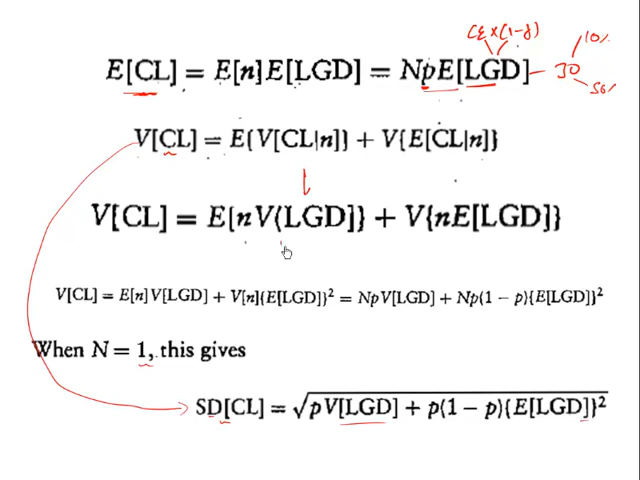 CE×(1-f)
10%
E[CL] = E[n]E[LGD] = NpE[LGD] — 30
50%
V[CL] = E{V[CL|n]} + V{E[CL|n]}
V[CL] = E{nV(LGD]} + V{nE[LGD]}
V[CL] = E[n]V[LGD] + V[n]{E[LGD]}² = NpV[LGD] + Np(1 − p){E[LGD]}²
When N = 1, this gives
SD[CL] = √pV[LGD] + p(1 − p){E[LGD]}²